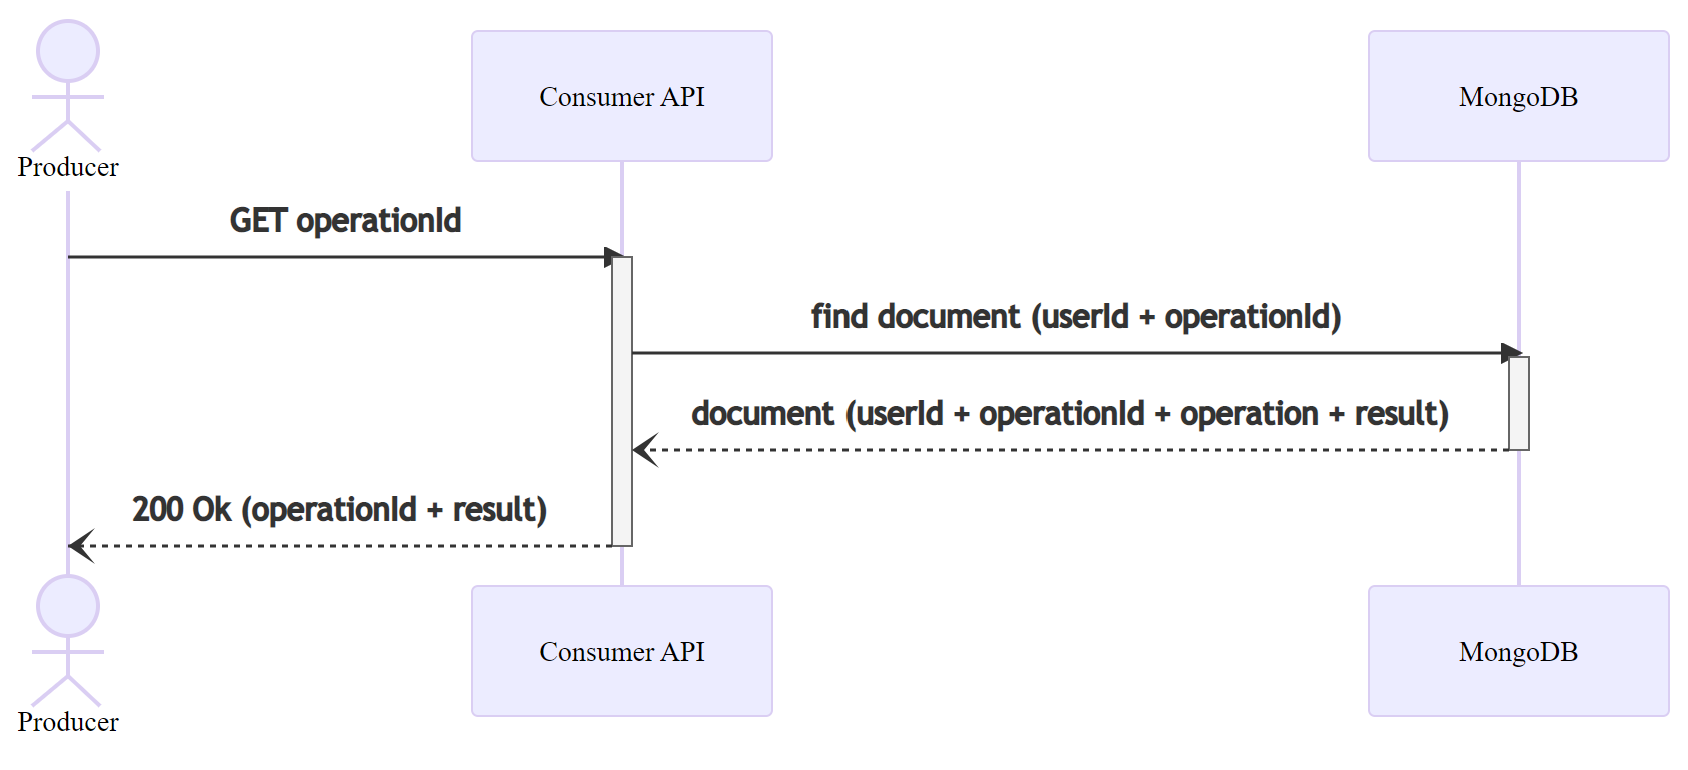 Producer
Consumer API
MongoDB
GET operationId
find document (userId + operationId)
document (userId + operationId + operation + result)
200 Ok (operationId + result)
Producer
Consumer API
MongoDB